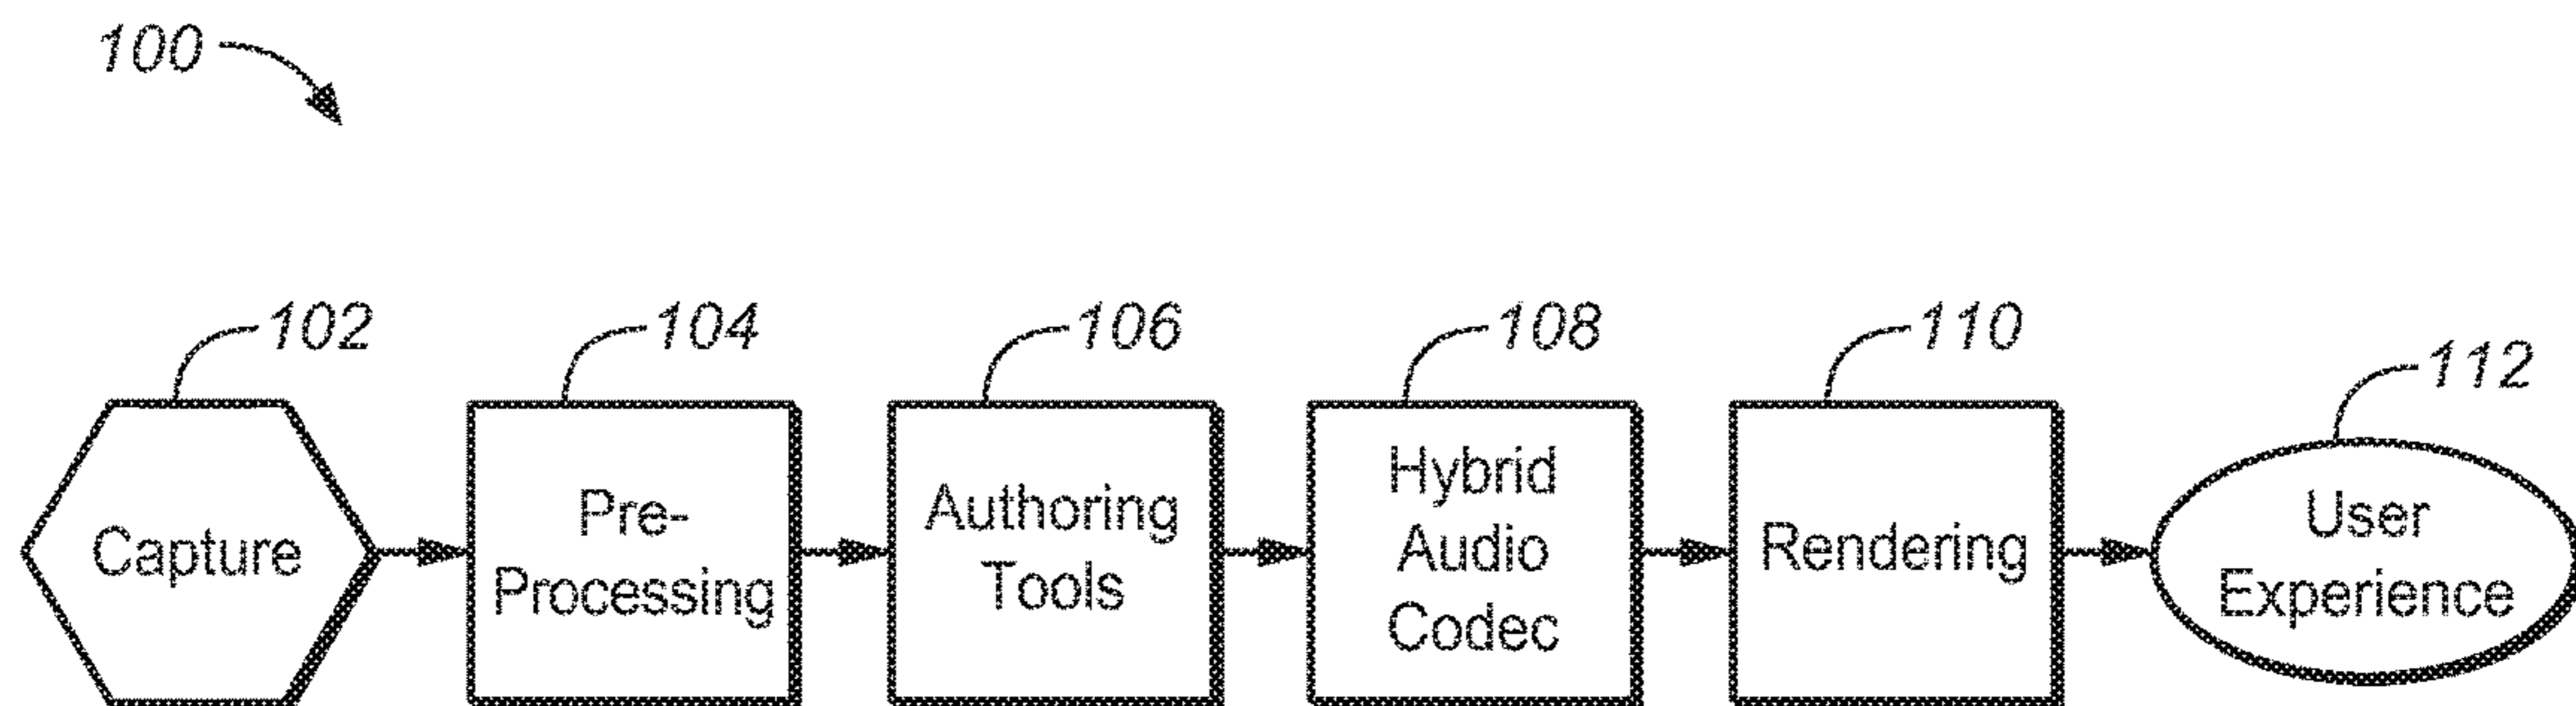 100
102
104
106
108
110
112
Capture
Pre-
Processing
Authoring
Tools
Hybrid
Audio
Codec
Rendering
User
Experience